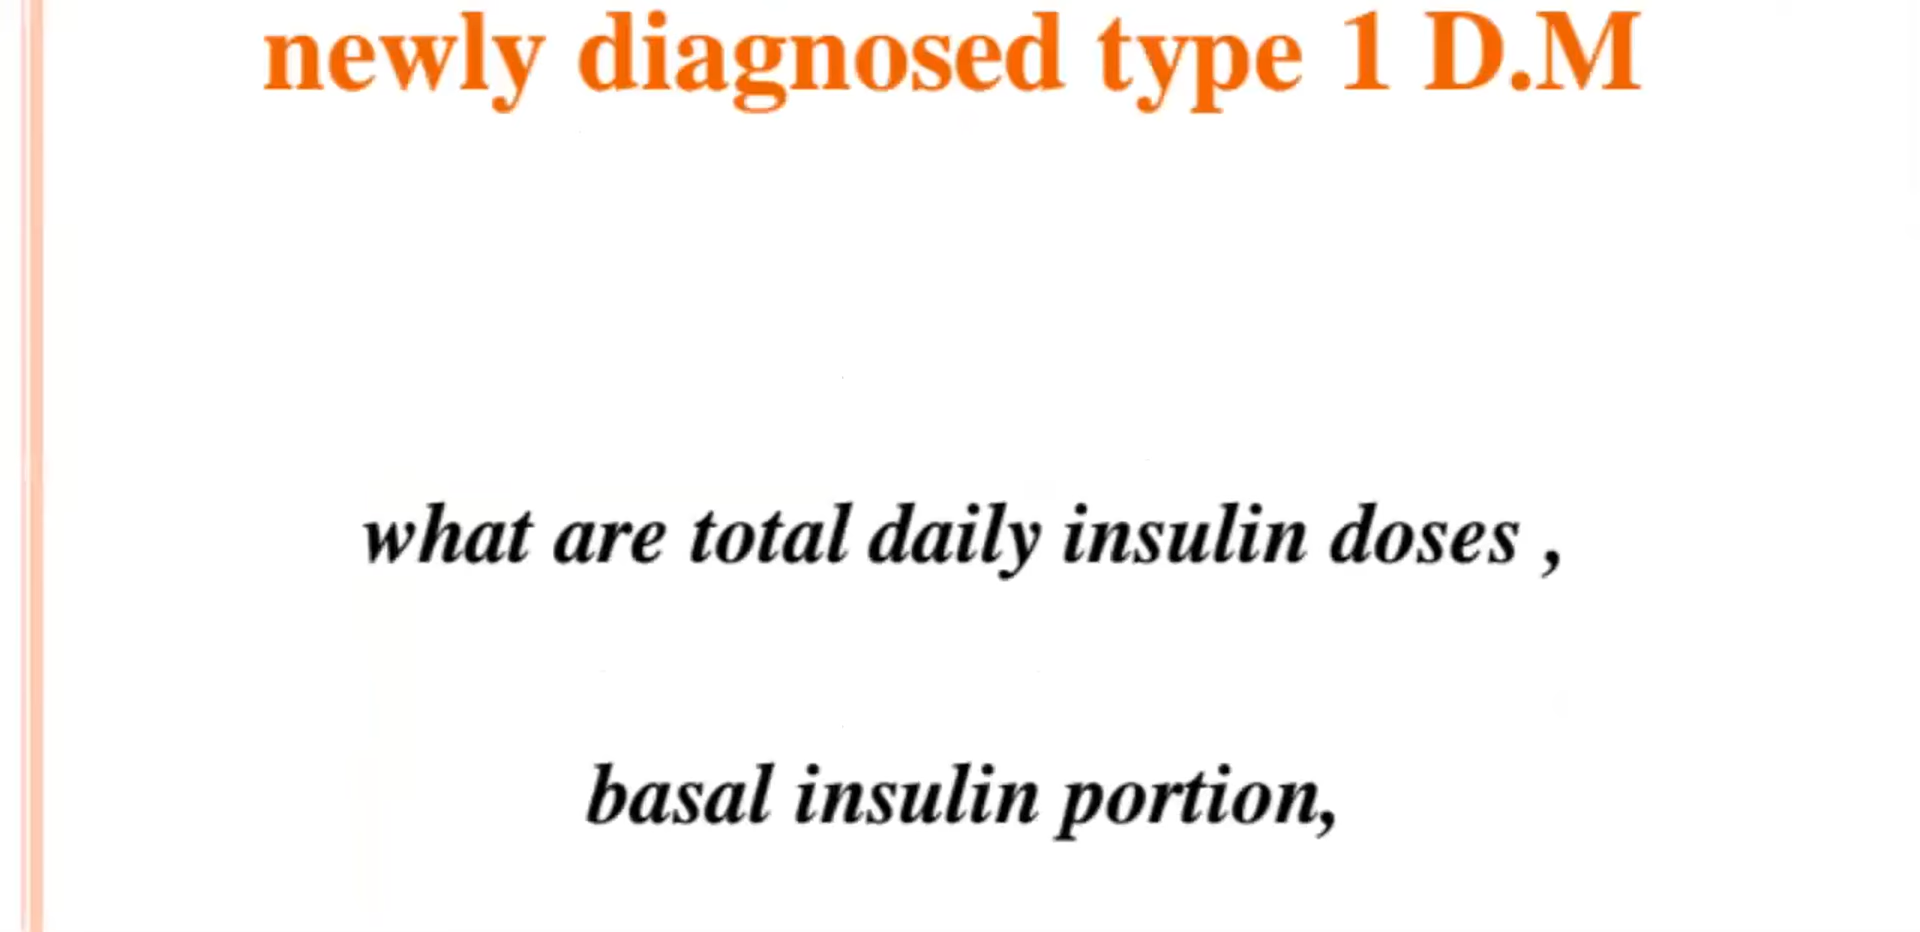 newly diagnosed type 1 D.M
what are total daily insulin doses ,
basal insulin portion,